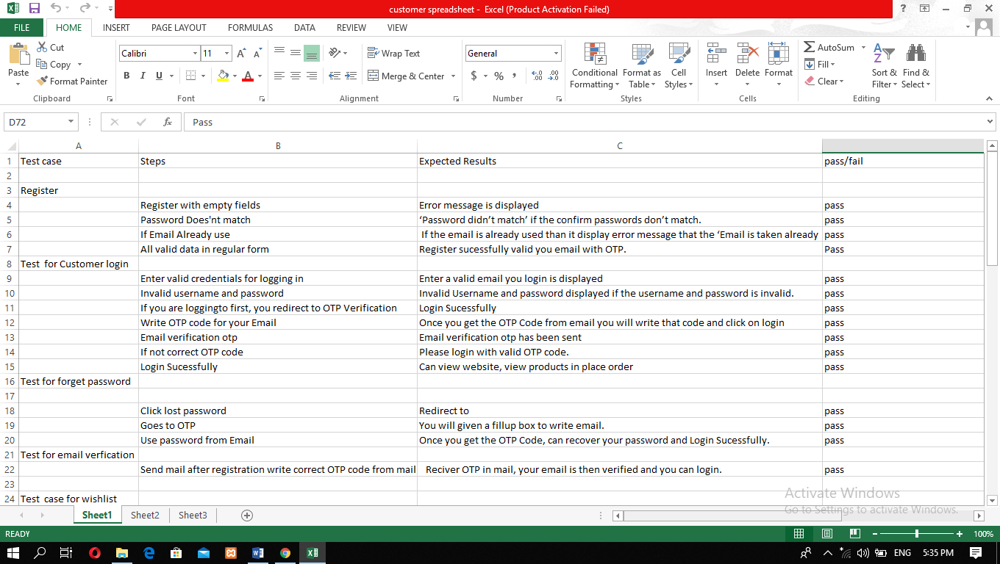 customer spreadsheet - Excel (Product Activation Failed)
?
FILE HOME INSERT PAGE LAYOUT FORMULAS DATA REVIEW VIEW
Paste
Cut
Copy
Format Painter
Clipboard
Calibri 11
B I U
Font
Wrap Text
Merge & Center
Alignment
General
$ % ,
Number
Conditional Formatting
Format as Table
Cell Styles
Styles
Insert Delete Format
Cells
AutoSum
Fill
Clear
Sort & Filter
Find & Select
Editing
D72 fx Pass
A B C
1 Test case Steps Expected Results pass/fail
2
3 Register
4 Register with empty fields Error message is displayed pass
5 Password Does'nt match ‘Password didn’t match’ if the confirm passwords don’t match. pass
6 If Email Already use If the email is already used than it display error message that the ‘Email is taken already pass
7 All valid data in regular form Register sucessfully valid you email with OTP. Pass
8 Test for Customer login
9 Enter valid credentials for logging in Enter a valid email you login is displayed pass
10 Invalid username and password Invalid Username and password displayed if the username and password is invalid. pass
11 If you are loggingto first, you redirect to OTP Verification Login Sucessfully pass
12 Write OTP code for your Email Once you get the OTP Code from email you will write that code and click on login pass
13 Email verification otp Email verification otp has been sent pass
14 If not correct OTP code Please login with valid OTP code. pass
15 Login Sucessfully Can view website, view products in place order pass
16 Test for forget password
17
18 Click lost password Redirect to pass
19 Goes to OTP You will given a fillup box to write email. pass
20 Use password from Email Once you get the OTP Code, can recover your password and Login Sucessfully. pass
21 Test for email verfication
22 Send mail after registration write correct OTP code from mail Reciver OTP in mail, your email is then verified and you can login. pass
23
24 Test case for wishlist
Activate Windows
Go to Settings to activate Windows.
Sheet1 Sheet2 Sheet3
READY 100%
ENG 5:35 PM